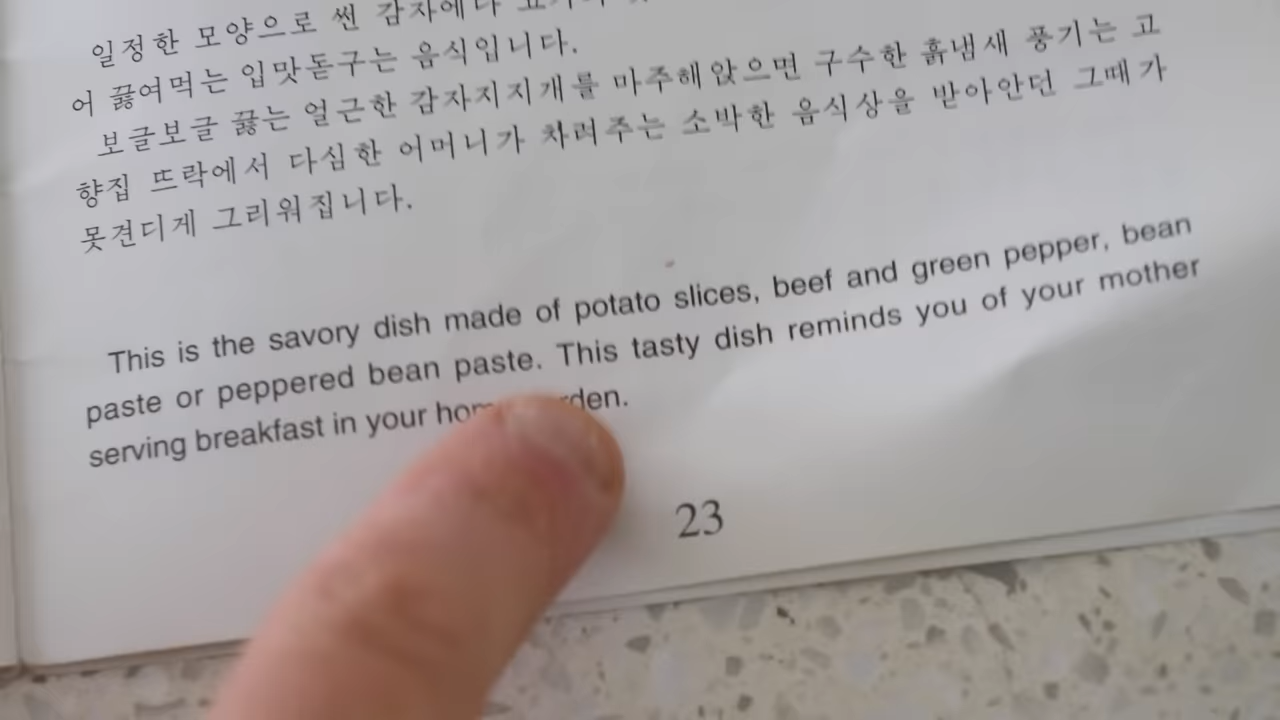 일정한 모양으로 썬 감자에다
어 끓여먹는 입맛돋구는 음식입니다.
보글보글 끓는 얼근한 감자지지개를 마주해앉으면 구수한 흙냄새 풍기는 고
향집 뜨락에서 다심한 어머니가 차려주는 소박한 음식상을 받아안던 그때가
못견디게 그리워집니다.
This is the savory dish made of potato slices, beef and green pepper, bean
paste or peppered bean paste. This tasty dish reminds you of your mother
serving breakfast in your
23